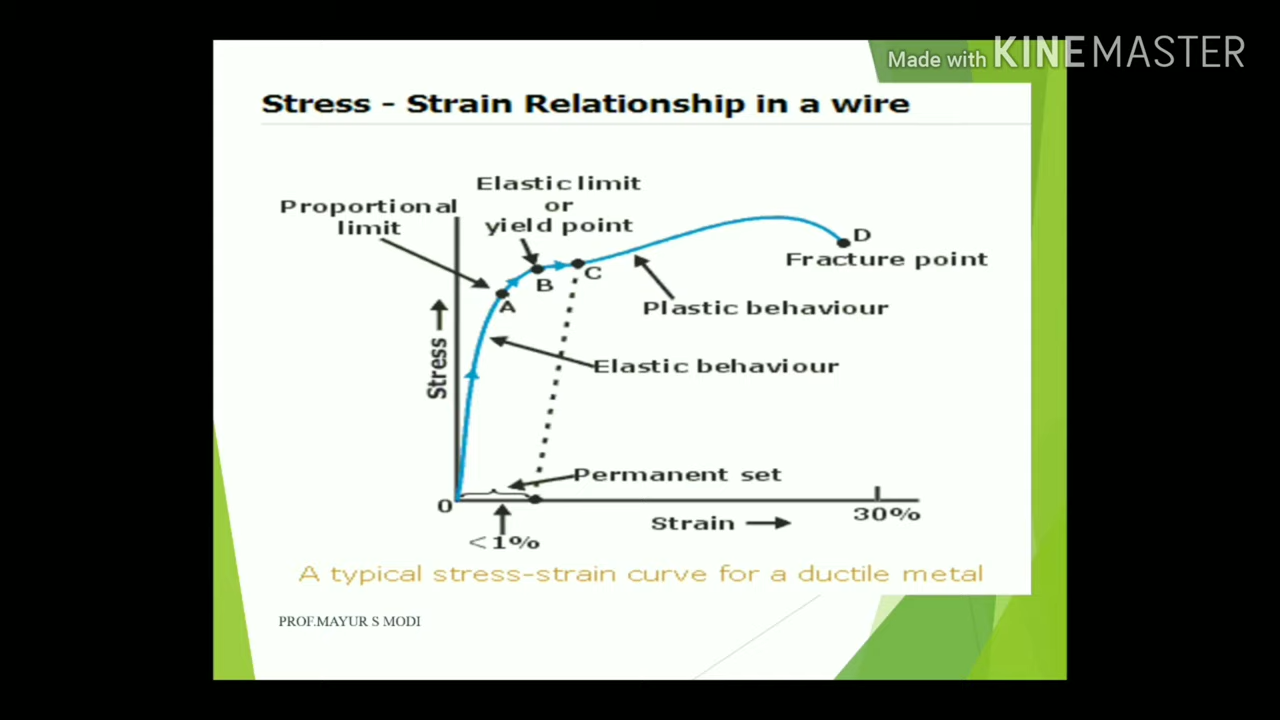 Made with KINEMASTER
Stress - Strain Relationship in a wire
Elastic limit
or
yield point
Proportional
limit
D
Fracture point
C
B
A
Plastic behaviour
Elastic behaviour
Stress
Permanent set
0
Strain
30%
<1%
A typical stress-strain curve for a ductile metal
PROF.MAYUR S MODI